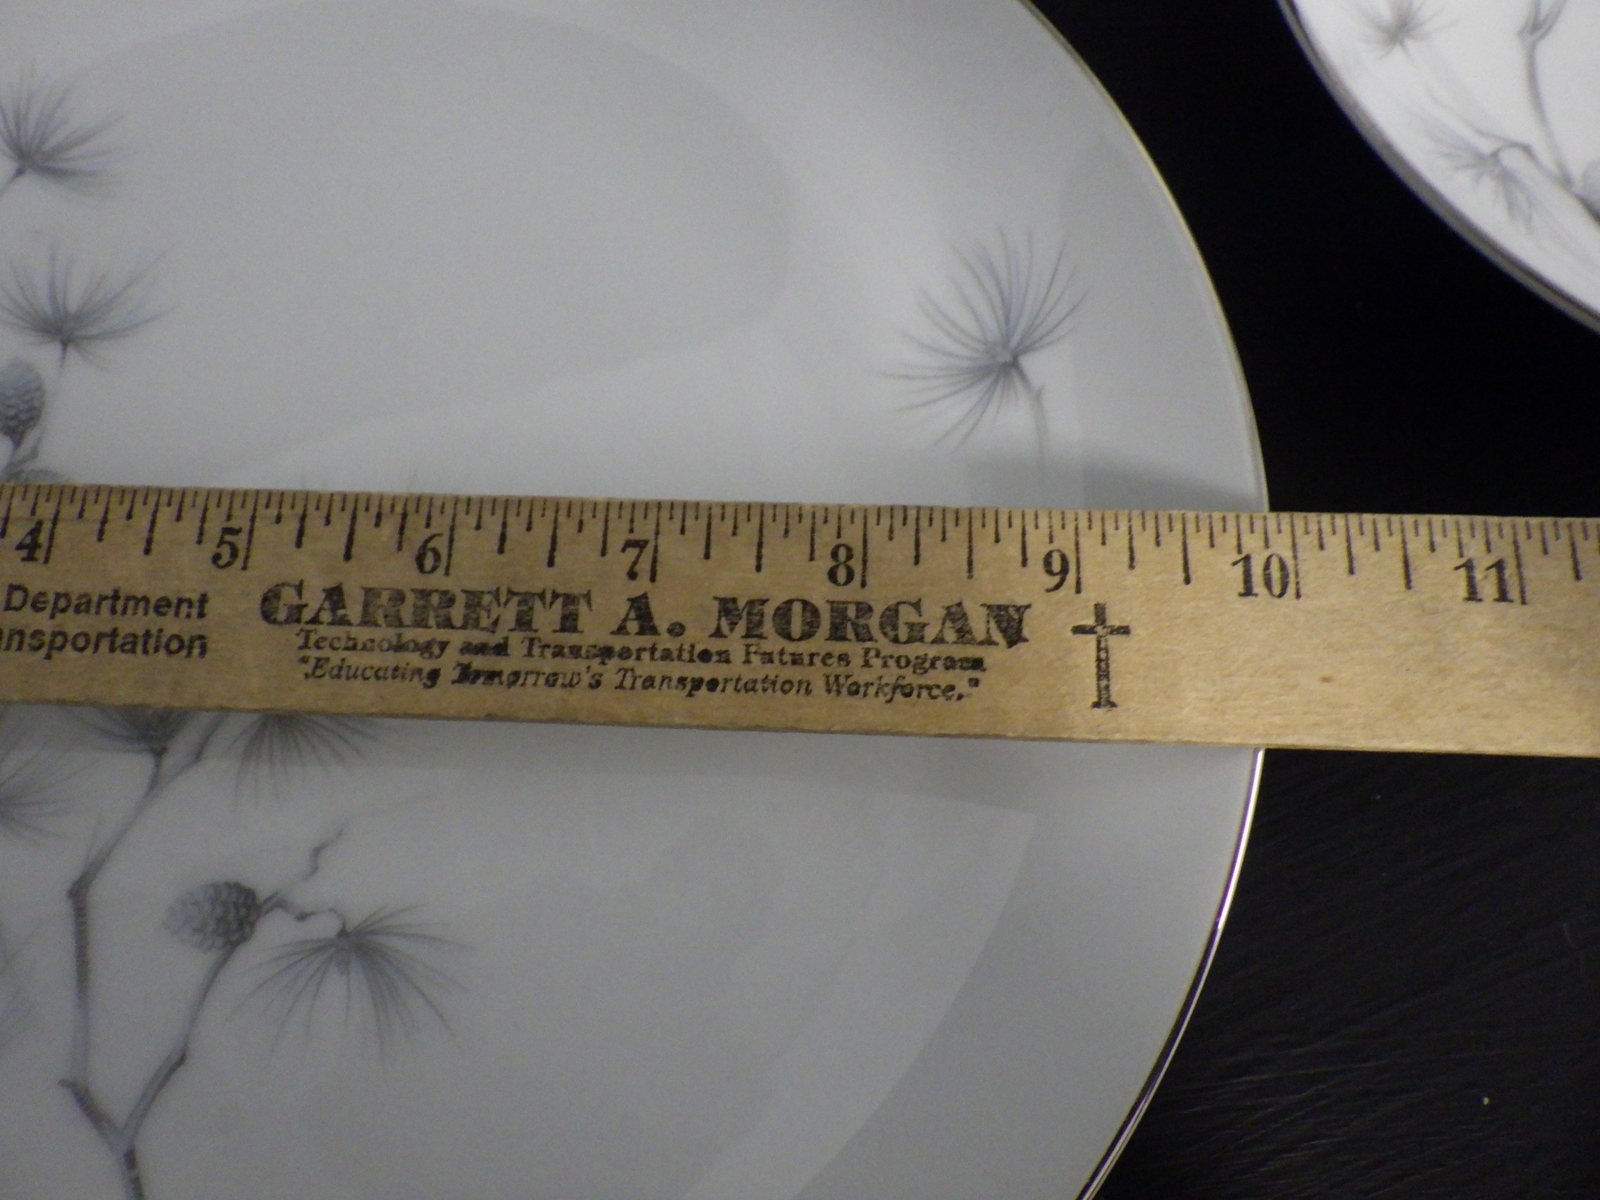 4 5 6 7 8 9 10 11
Department
GARRETT A. MORGAN
nsportation
Technology and Transportation Futures Program
"Educating Tomorrow's Transportation Workforce."